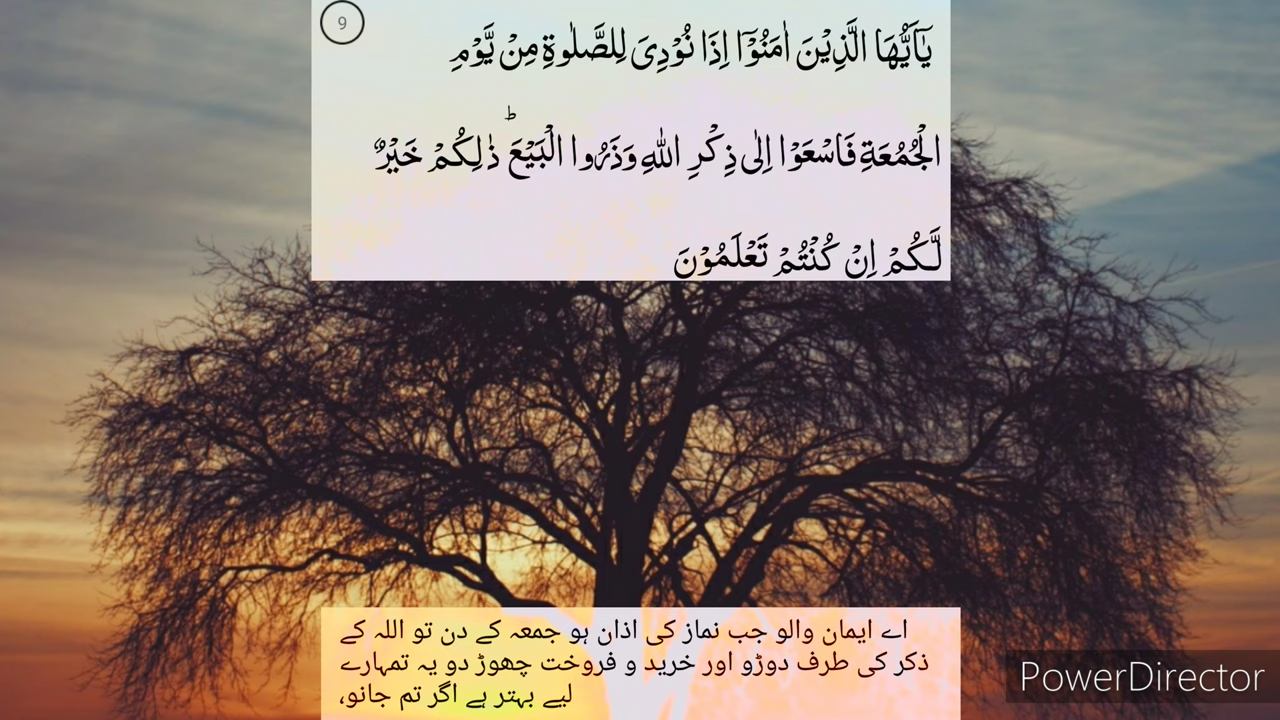 9
یٰۤاَیُّهَا الَّذِیْنَ اٰمَنُوْۤا اِذَا نُوْدِیَ لِلصَّلٰوةِ مِنْ یَّوْمِ
الْجُمُعَةِ فَاسْعَوْا اِلٰى ذِكْرِ اللّٰهِ وَذَرُوا الْبَیْعَ ؕ ذٰلِكُمْ خَیْرٌ
لَّكُمْ اِنْ كُنْتُمْ تَعْلَمُوْنَ
اے ایمان والو جب نماز کی اذان ہو جمعہ کے دن تو اللہ کے
ذکر کی طرف دوڑو اور خرید و فروخت چھوڑ دو یہ تمہارے
لیے بہتر ہے اگر تم جانو،
PowerDirector